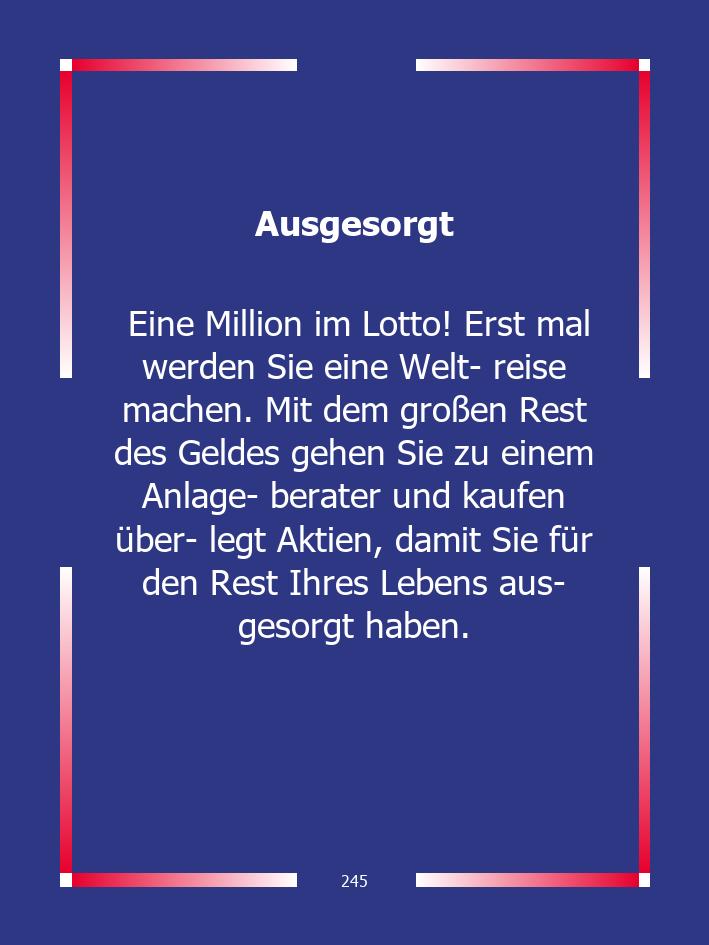 Ausgesorgt
Eine Million im Lotto! Erst mal
werden Sie eine Welt- reise
machen. Mit dem großen Rest
des Geldes gehen Sie zu einem
Anlage- berater und kaufen
über- legt Aktien, damit Sie für
den Rest Ihres Lebens aus-
gesorgt haben.
245